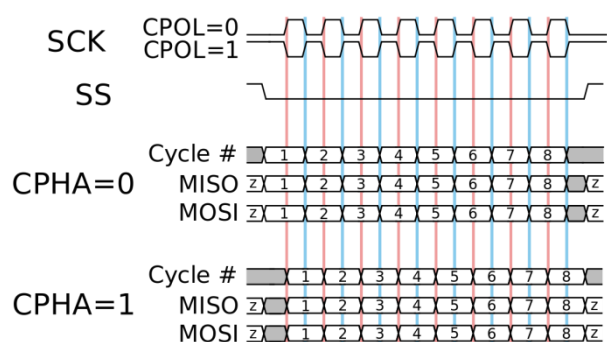 SCK CPOL=0
CPOL=1
SS
Cycle # 1 2 3 4 5 6 7 8
CPHA=0 MISO z 1 2 3 4 5 6 7 8 z
MOSI z 1 2 3 4 5 6 7 8 z
Cycle # 1 2 3 4 5 6 7 8
CPHA=1 MISO z 1 2 3 4 5 6 7 8 z
MOSI z 1 2 3 4 5 6 7 8 z